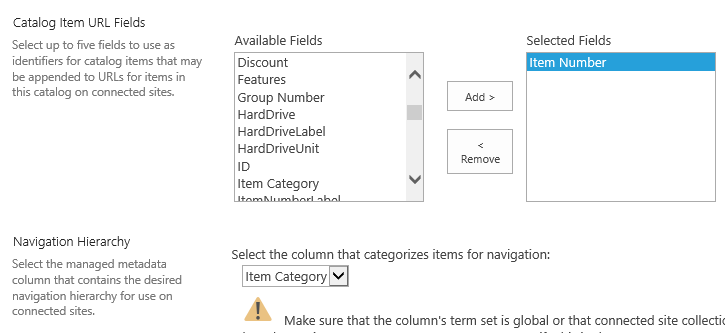 Catalog Item URL Fields
Select up to five fields to use as
identifiers for catalog items that may
be appended to URLs for items in
this catalog on connected sites.
Available Fields
Discount
Features
Group Number
HardDrive
HardDriveLabel
HardDriveUnit
ID
Item Category
ItemNumberLabel
Add >
<
Remove
Selected Fields
Item Number
Navigation Hierarchy
Select the managed metadata
column that contains the desired
navigation hierarchy for use on
connected sites.
Select the column that categorizes items for navigation:
Item Category
Make sure that the column's term set is global or that connected site collecti